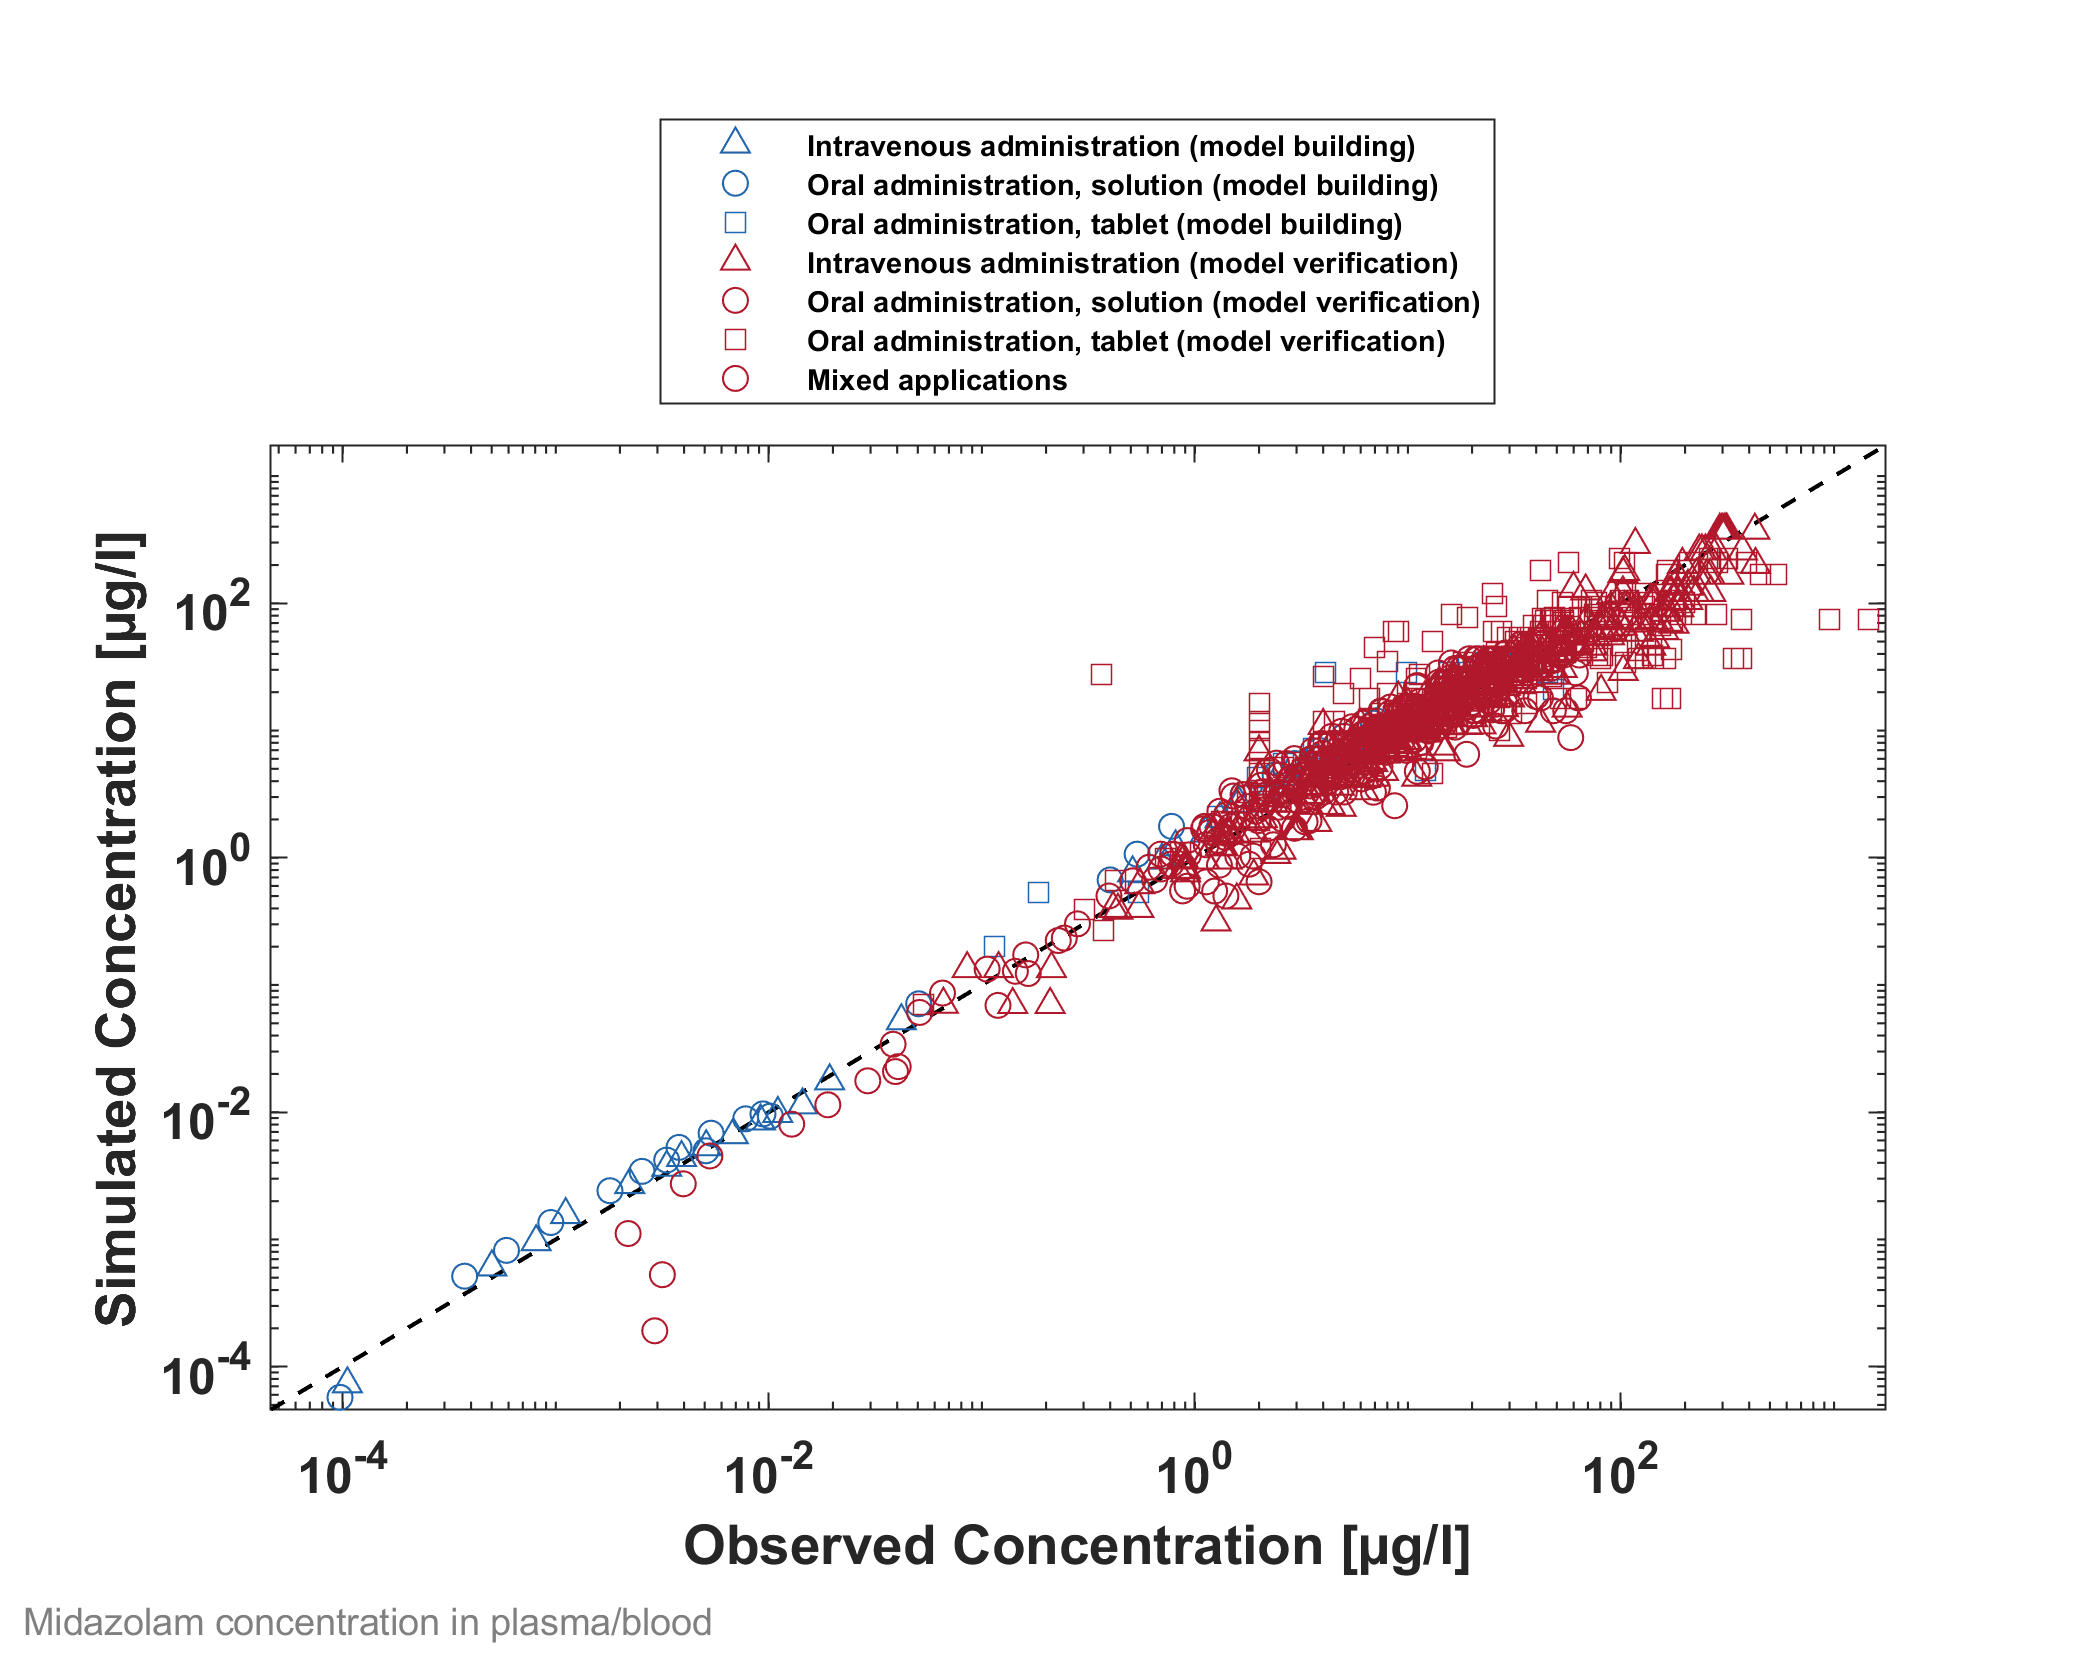 Intravenous administration (model building)
Oral administration, solution (model building)
Oral administration, tablet (model building)
Intravenous administration (model verification)
Oral administration, solution (model verification)
Oral administration, tablet (model verification)
Mixed applications
Simulated Concentration [µg/l]
10^2
10^0
10^-2
10^-4
10^-4
10^-2
10^0
10^2
Observed Concentration [µg/l]
Midazolam concentration in plasma/blood